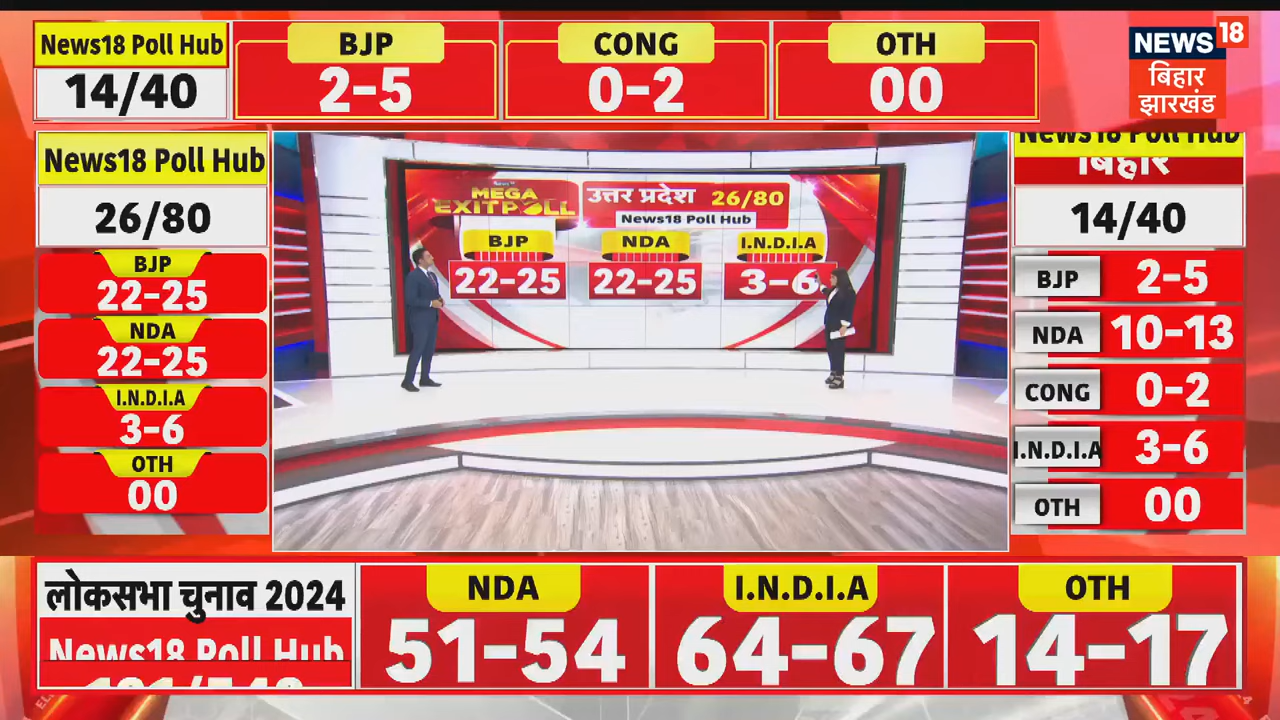 News18 Poll Hub
14/40
BJP
2-5
CONG
0-2
OTH
00
NEWS 18
बिहार
झारखंड
News18 Poll Hub
26/80
BJP
22-25
NDA
22-25
I.N.D.I.A
3-6
OTH
00
MEGA
EXIT POLL
उत्तर प्रदेश 26/80
News18 Poll Hub
BJP
22-25
NDA
22-25
I.N.D.I.A
3-6
News18 Poll Hub
बिहार
14/40
BJP
2-5
NDA
10-13
CONG
0-2
I.N.D.I.A
3-6
OTH
00
लोकसभा चुनाव 2024
News18 Poll Hub
NDA
51-54
I.N.D.I.A
64-67
OTH
14-17